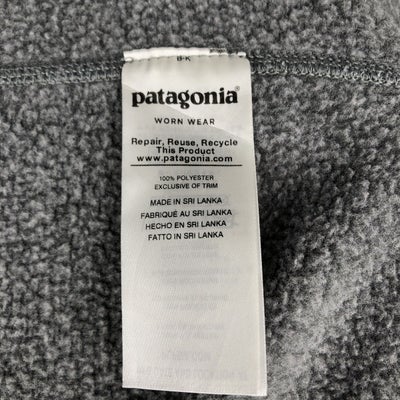 B-K
patagonia®
WORN WEAR
Repair, Reuse, Recycle
This Product
www.patagonia.com
100% POLYESTER
EXCLUSIVE OF TRIM
MADE IN SRI LANKA
FABRIQUÉ AU SRI LANKA
HECHO EN SRI LANKA
FATTO IN SRI LANKA